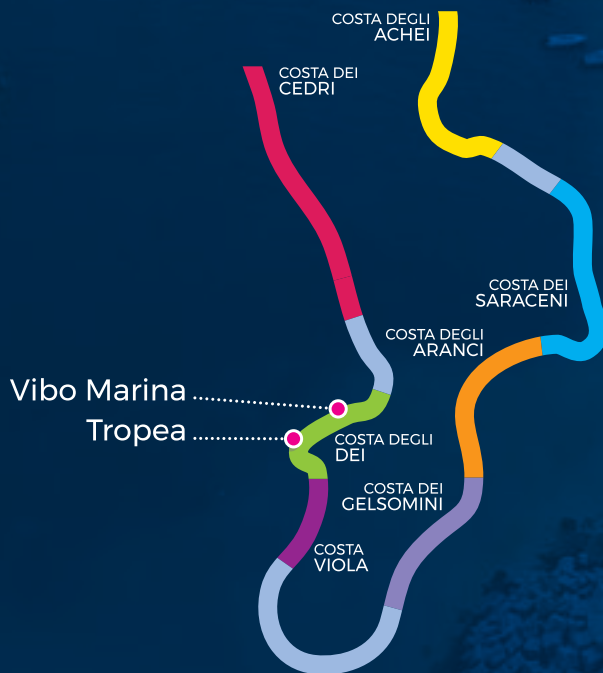 COSTA DEGLI
ACHEI
COSTA DEI
CEDRI
COSTA DEI
SARACENI
COSTA DEGLI
ARANCI
Vibo Marina
Tropea
COSTA DEGLI
DEI
COSTA DEI
GELSOMINI
COSTA
VIOLA